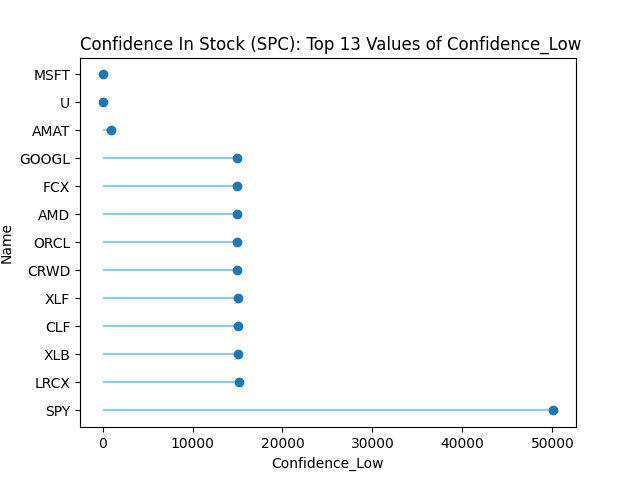 Confidence In Stock (SPC): Top 13 Values of Confidence_Low
MSFT
U
AMAT
GOOGL
FCX
AMD
ORCL
CRWD
XLF
CLF
XLB
LRCX
SPY
Name
0 10000 20000 30000 40000 50000
Confidence_Low